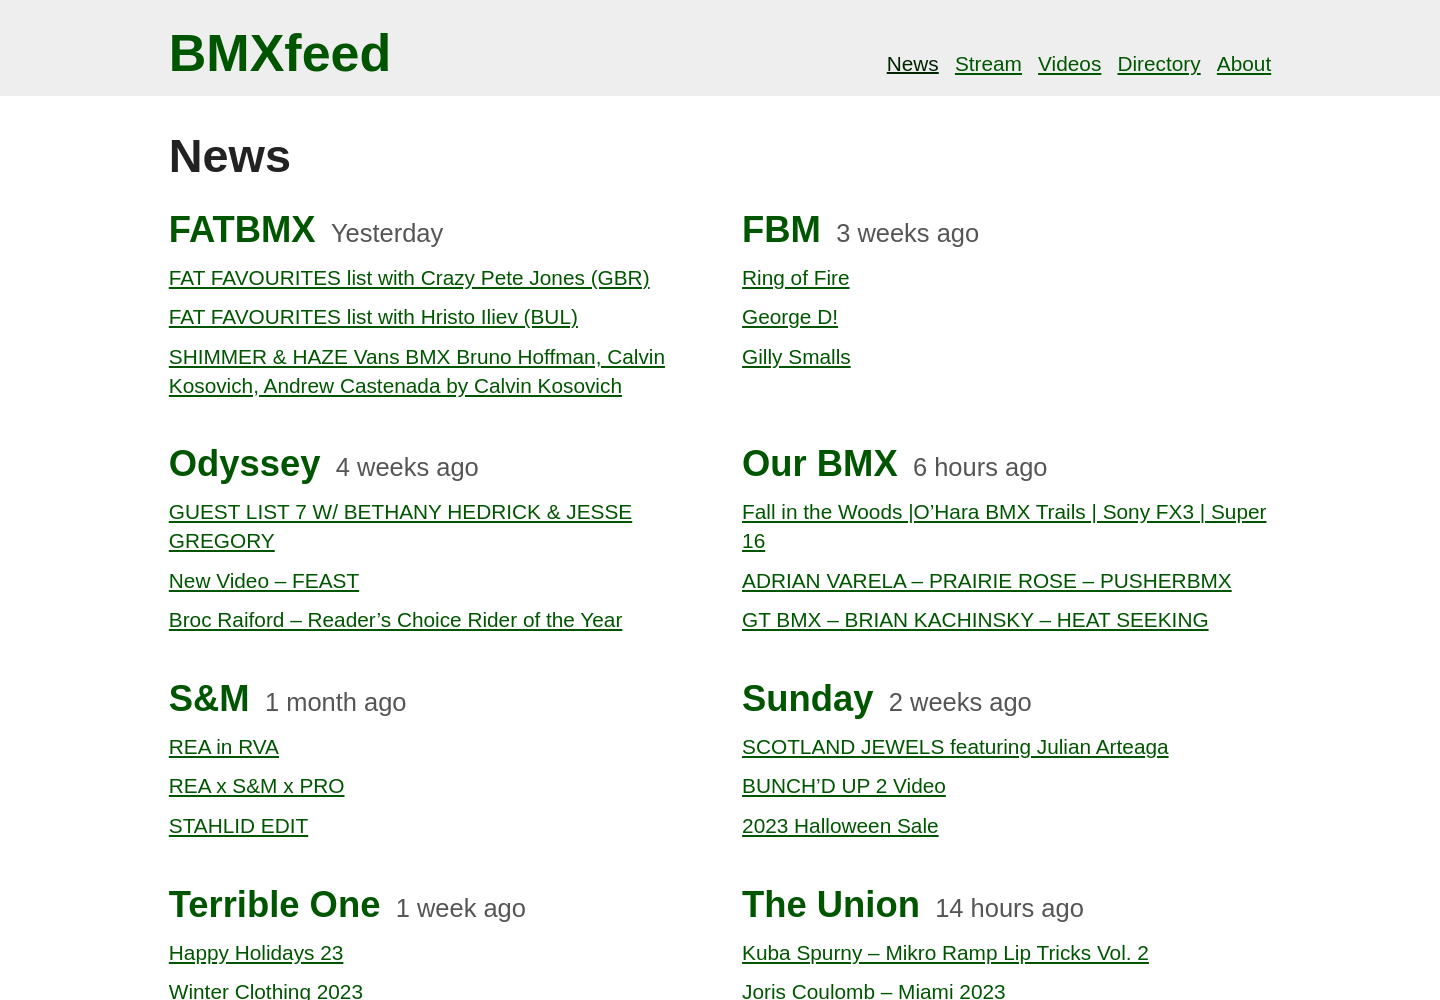 BMXfeed
News Stream Videos Directory About
News
FATBMX Yesterday
FAT FAVOURITES list with Crazy Pete Jones (GBR)
FAT FAVOURITES list with Hristo Iliev (BUL)
SHIMMER & HAZE Vans BMX Bruno Hoffman, Calvin
Kosovich, Andrew Castenada by Calvin Kosovich
FBM 3 weeks ago
Ring of Fire
George D!
Gilly Smalls
Odyssey 4 weeks ago
GUEST LIST 7 W/ BETHANY HEDRICK & JESSE
GREGORY
New Video – FEAST
Broc Raiford – Reader’s Choice Rider of the Year
Our BMX 6 hours ago
Fall in the Woods |O’Hara BMX Trails | Sony FX3 | Super
16
ADRIAN VARELA – PRAIRIE ROSE – PUSHERBMX
GT BMX – BRIAN KACHINSKY – HEAT SEEKING
S&M 1 month ago
REA in RVA
REA x S&M x PRO
STAHLID EDIT
Sunday 2 weeks ago
SCOTLAND JEWELS featuring Julian Arteaga
BUNCH’D UP 2 Video
2023 Halloween Sale
Terrible One 1 week ago
Happy Holidays 23
Winter Clothing 2023
The Union 14 hours ago
Kuba Spurny – Mikro Ramp Lip Tricks Vol. 2
Joris Coulomb – Miami 2023